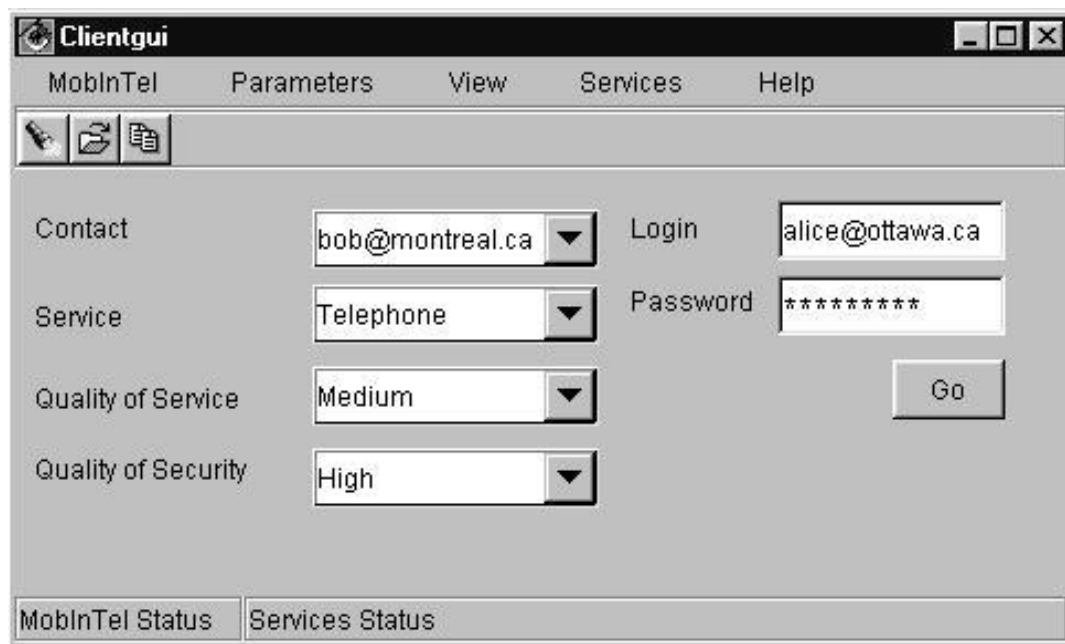 Clientgui
MobInTel Parameters View Services Help
Contact bob@montreal.ca Login alice@ottawa.ca
Service Telephone Password *********
Quality of Service Medium Go
Quality of Security High
MobInTel Status Services Status